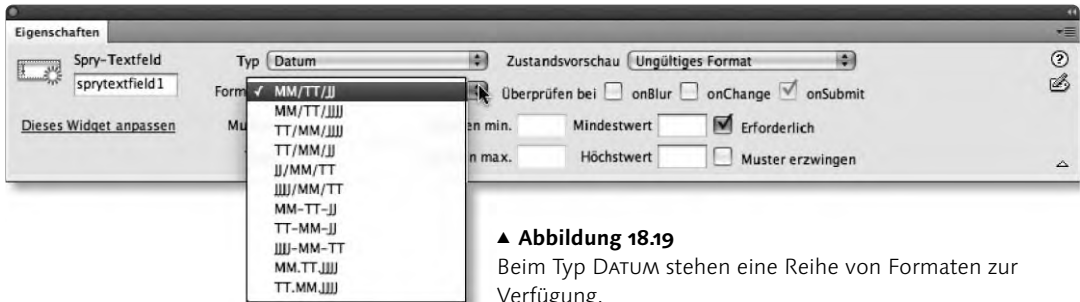 Eigenschaften
Spry-Textfeld Typ Datum Zustandsvorschau Ungültiges Format
sprytextfield1
Form ✓ MM/TT/JJ Überprüfen bei onBlur onChange onSubmit
MM/TT/JJJJ
Dieses Widget anpassen Mu TT/MM/JJJJ en min. Mindestwert Erforderlich
TT/MM/JJ
JJ/MM/TT n max. Höchstwert Muster erzwingen
JJJJ/MM/TT
MM-TT-JJ
TT-MM-JJ
JJJJ-MM-TT
MM.TT.JJJJ
TT.MM.JJJJ
▲ Abbildung 18.19
Beim Typ DATUM stehen eine Reihe von Formaten zur
Verfügung.